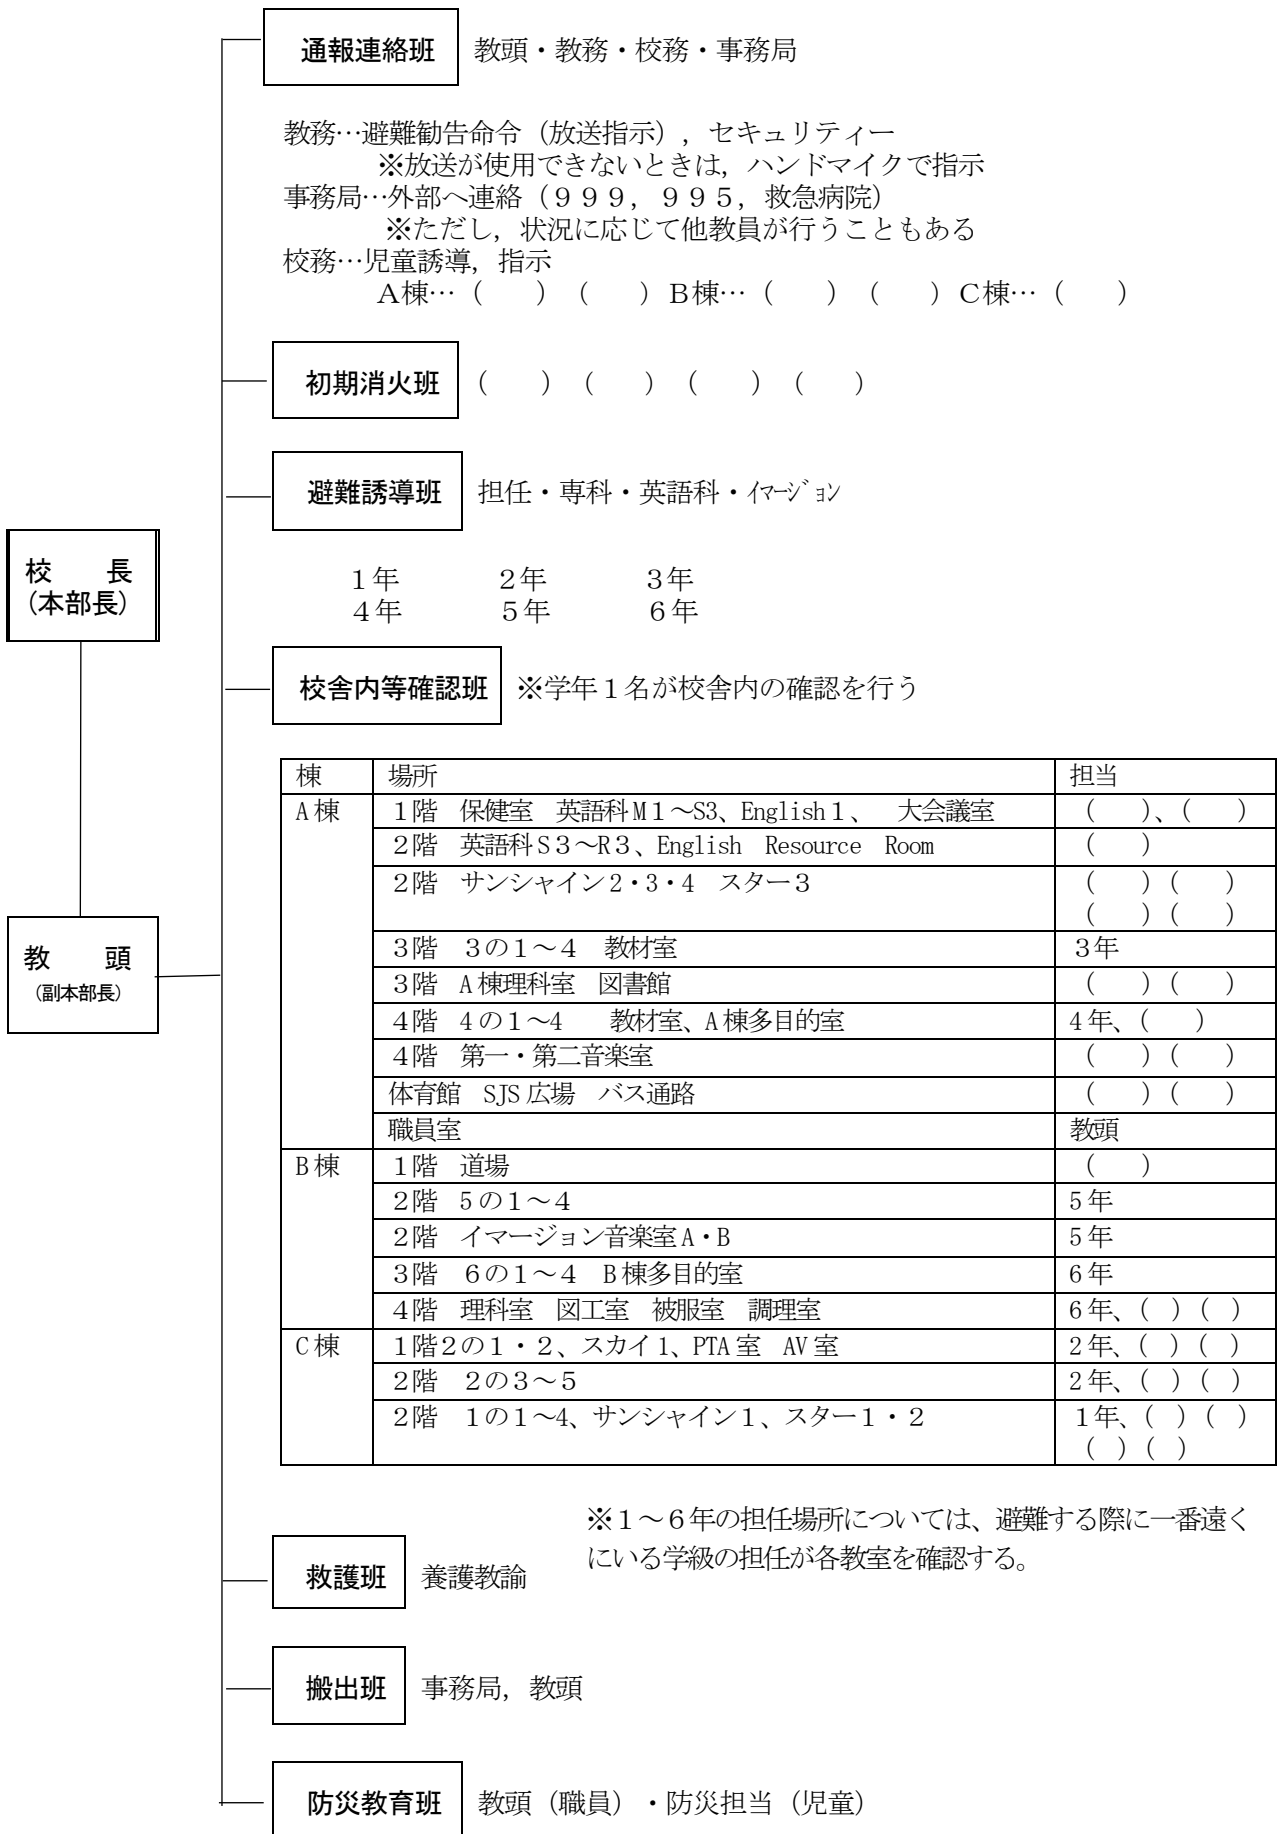 通報連絡班 教頭・教務・校務・事務局
教務…避難勧告命令（放送指示），セキュリティー
※放送が使用できないときは，ハンドマイクで指示
事務局…外部へ連絡（９９９，９９５，救急病院）
※ただし，状況に応じて他教員が行うこともある
校務…児童誘導，指示
Ａ棟…（　　）（　　）Ｂ棟…（　　）（　　）Ｃ棟…（　　）
初期消火班 （　　）（　　）（　　）（　　）
避難誘導班 担任・専科・英語科・ｲﾏｰｼﾞｮﾝ
校　　長
（本部長）
１年　　　２年　　　３年
４年　　　５年　　　６年
校舎内等確認班 ※学年１名が校舎内の確認を行う
棟 場所 担当
A棟 １階　保健室　英語科M１～S3、English１、　大会議室 （　　）、（　　）
２階　英語科S３～R３、English　Resource　Room （　　）
２階　サンシャイン2・3・4　スター３ （　　）（　　）
（　　）（　　）
３階　３の１～４　教材室 ３年
３階　A棟理科室　図書館 （　　）（　　）
４階　4の１～4　　教材室、A棟多目的室 4年、（　　）
４階　第一・第二音楽室 （　　）（　　）
体育館　SJS広場　バス通路 （　　）（　　）
職員室 教頭
B棟 １階　道場 （　　）
２階　5の１～４ 5年
２階　イマージョン音楽室A・B 5年
３階　６の１～４　B棟多目的室 6年
４階　理科室　図工室　被服室　調理室 6年、（　）（　）
C棟 １階２の１・２、スカイ1、PTA室　AV室 2年、（　）（　）
２階　２の３～５ 2年、（　）（　）
２階　１の１～4、サンシャイン１、スター１・２ １年、（　）（　）
（　）（　）
教　　頭
（副本部長）
※１～６年の担任場所については、避難する際に一番遠く
にいる学級の担任が各教室を確認する。
救護班 養護教諭
搬出班 事務局，教頭
防災教育班 教頭（職員）・防災担当（児童）